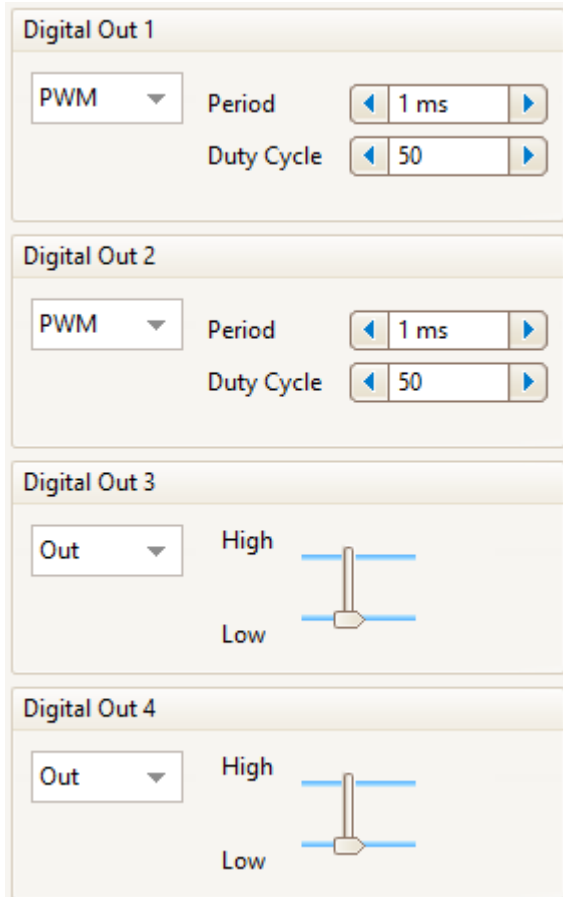 Digital Out 1
PWM
Period 1 ms
Duty Cycle 50
Digital Out 2
PWM
Period 1 ms
Duty Cycle 50
Digital Out 3
Out
High
Low
Digital Out 4
Out
High
Low